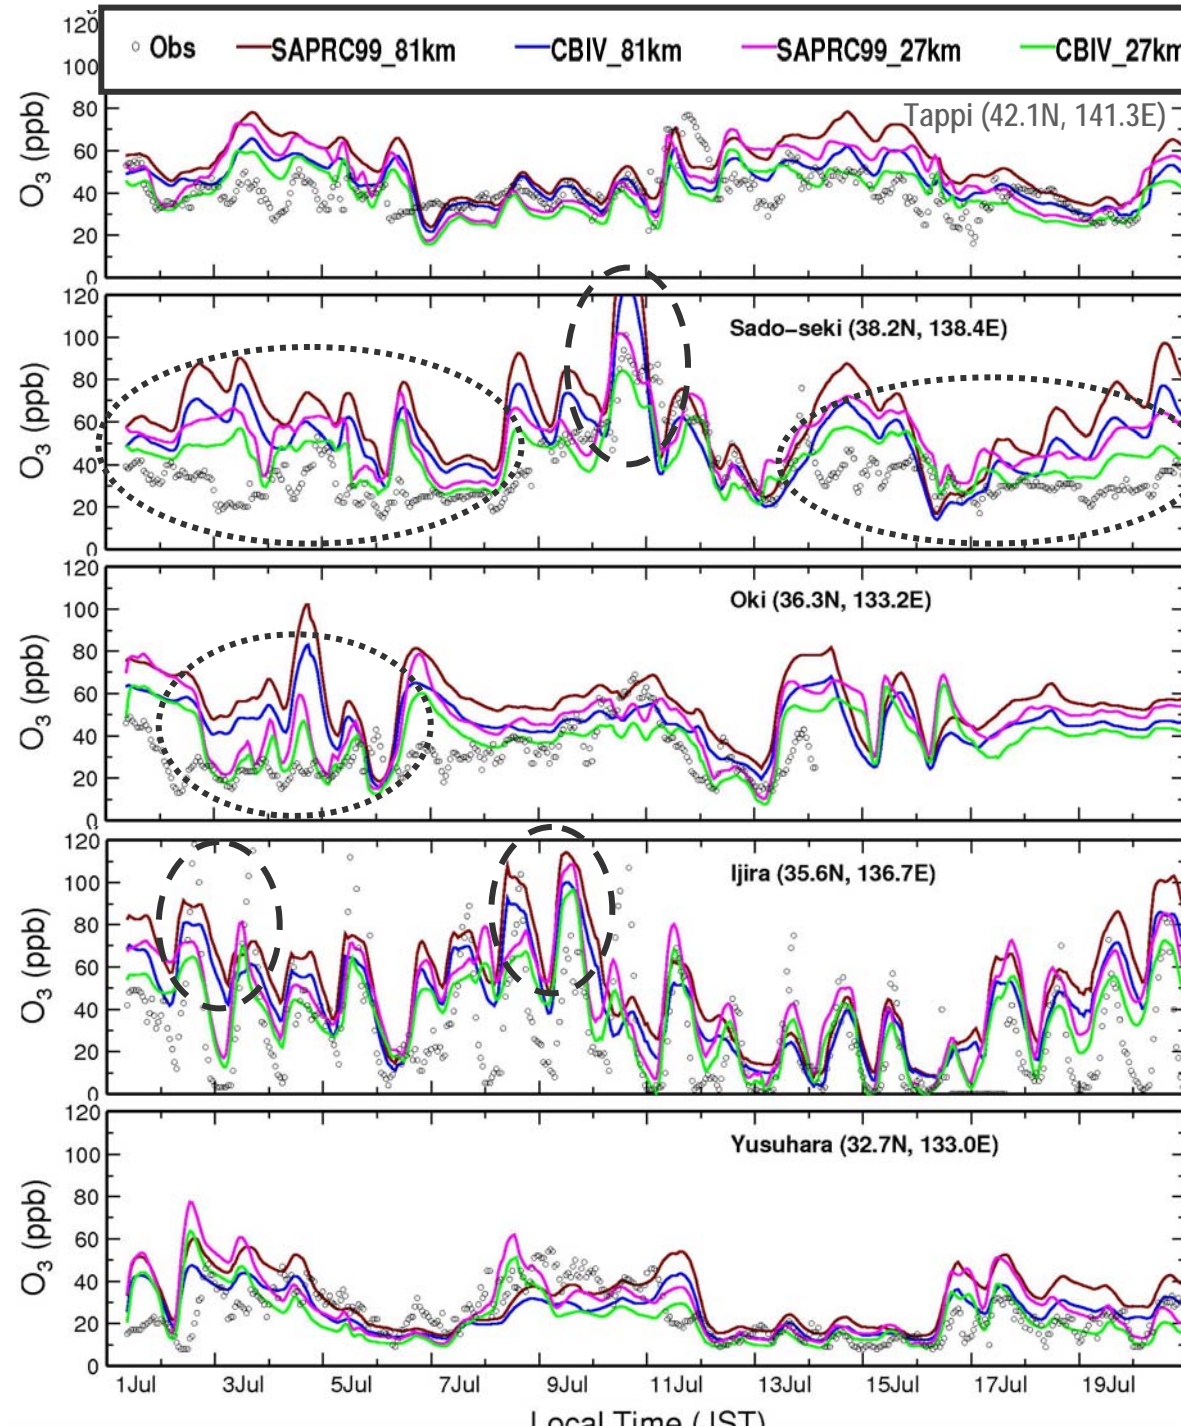 120
Obs SAPRC99_81km CBIV_81km SAPRC99_27km CBIV_27km
100
80
Tappi (42.1N, 141.3E)
60
40
20
0
O3 (ppb)
120
Sado-seki (38.2N, 138.4E)
100
80
60
40
20
0
O3 (ppb)
120
Oki (36.3N, 133.2E)
100
80
60
40
20
0
O3 (ppb)
120
Ijira (35.6N, 136.7E)
100
80
60
40
20
0
O3 (ppb)
120
Yusuhara (32.7N, 133.0E)
100
80
60
40
20
0
O3 (ppb)
1Jul 3Jul 5Jul 7Jul 9Jul 11Jul 13Jul 15Jul 17Jul 19Jul
Local Time (JST)